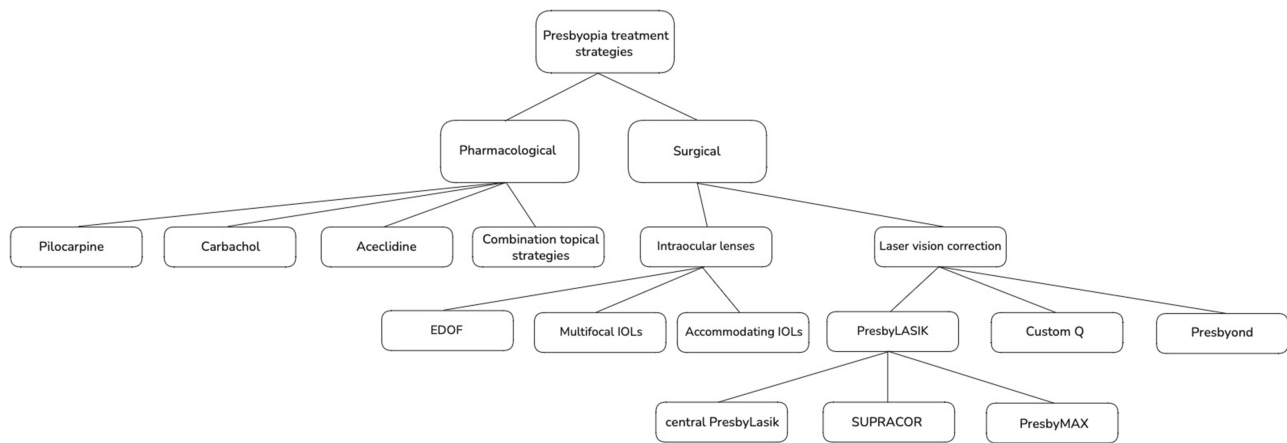 Presbyopia treatment
strategies
Pharmacological
Surgical
Pilocarpine
Carbachol
Aceclidine
Combination topical
strategies
Intraocular lenses
Laser vision correction
EDOF
Multifocal IOLs
Accommodating IOLs
PresbyLASIK
Custom Q
Presbyond
central PresbyLasik
SUPRACOR
PresbyMAX